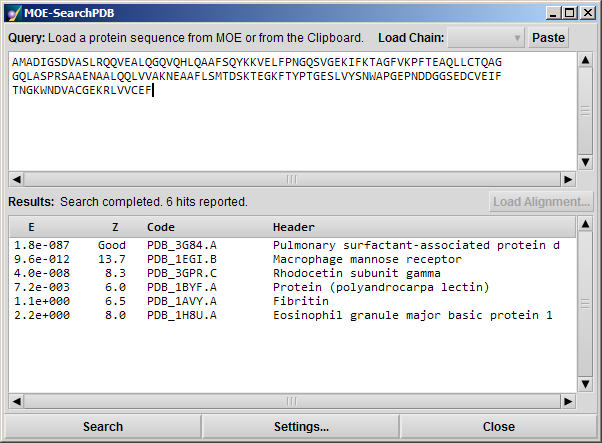 MOE-SearchPDB
Query: Load a protein sequence from MOE or from the Clipboard. Load Chain: Paste
AMADIGSDVASLRQQVEALQGQVQHLQAAFSQYKKVELFPNGQSVGEKIFKTAGFVKPFTEAQLLCTQAG
GQLASPRSAAENAALQQLVVAKNEAAFLSMTDSKTEGKFTYPTGESLVYSNWAPGEPNDDGGSEDCVEIF
TNGKWNDVACGEKRLVVCEF
Results: Search completed. 6 hits reported. Load Alignment...
E Z Code Header
1.8e-087 Good PDB_3G84.A Pulmonary surfactant-associated protein d
9.6e-012 13.7 PDB_1EGI.B Macrophage mannose receptor
4.0e-008 8.3 PDB_3GPR.C Rhodocetin subunit gamma
7.2e-003 6.0 PDB_1BYF.A Protein (polyandrocarpa lectin)
1.1e+000 6.5 PDB_1AVY.A Fibritin
2.2e+000 8.0 PDB_1H8U.A Eosinophil granule major basic protein 1
Search Settings... Close